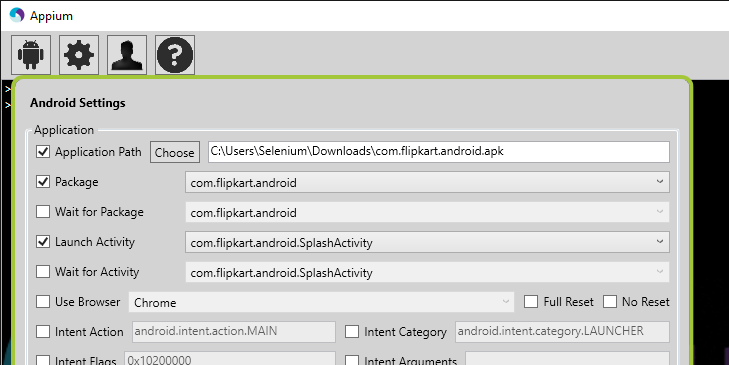 Appium
?
>
>
Android Settings
Application
Application Path Choose C:\Users\Selenium\Downloads\com.flipkart.android.apk
Package com.flipkart.android
Wait for Package com.flipkart.android
Launch Activity com.flipkart.android.SplashActivity
Wait for Activity com.flipkart.android.SplashActivity
Use Browser Chrome Full Reset No Reset
Intent Action android.intent.action.MAIN Intent Category android.intent.category.LAUNCHER
Intent Flags 0x10200000 Intent Arguments